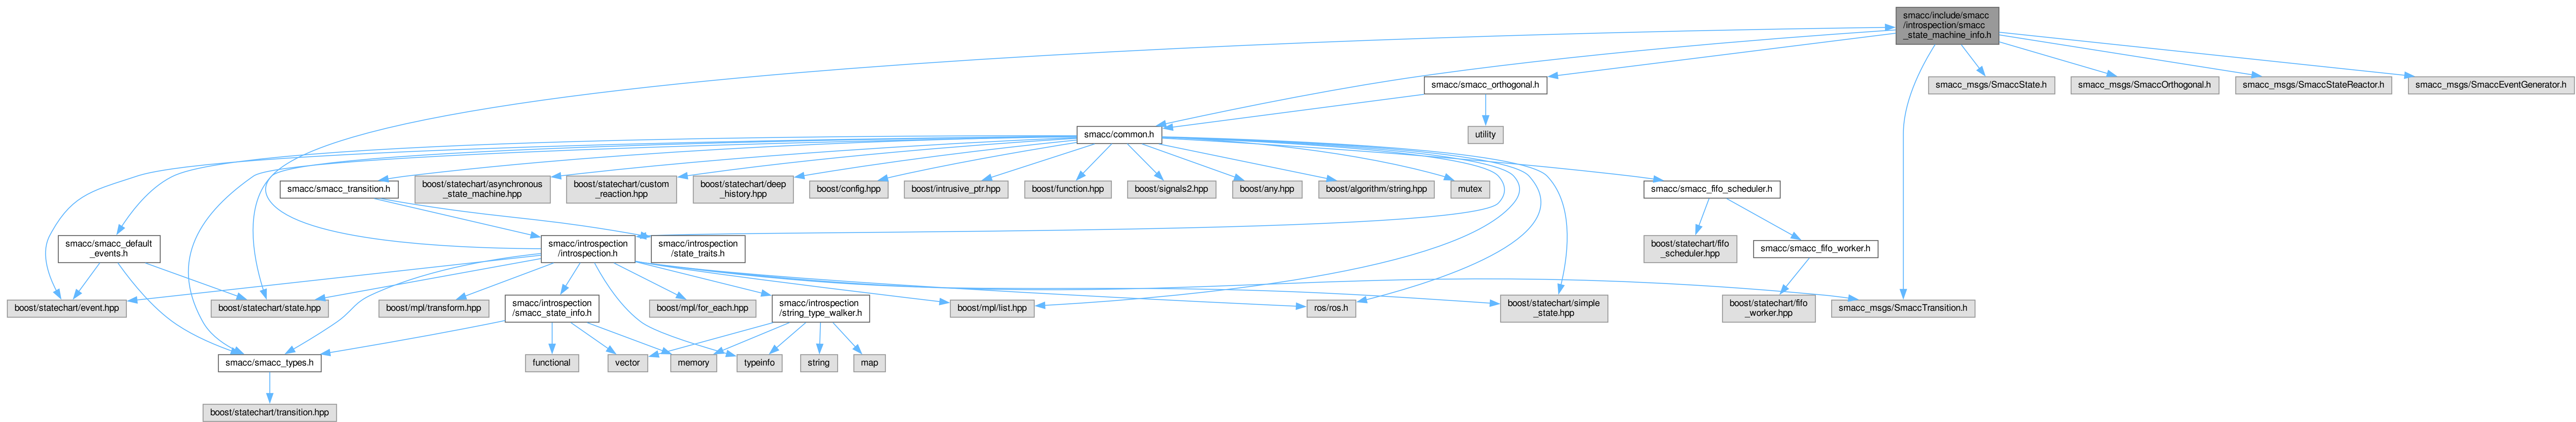 smacc/include/smacc
/introspection/smacc
_state_machine_info.h
smacc/smacc_orthogonal.h
smacc_msgs/SmaccState.h
smacc_msgs/SmaccOrthogonal.h
smacc_msgs/SmaccStateReactor.h
smacc_msgs/SmaccEventGenerator.h
smacc/common.h
utility
smacc/smacc_transition.h
boost/statechart/asynchronous
_state_machine.hpp
boost/statechart/custom
_reaction.hpp
boost/statechart/deep
_history.hpp
boost/config.hpp
boost/intrusive_ptr.hpp
boost/function.hpp
boost/signals2.hpp
boost/any.hpp
boost/algorithm/string.hpp
mutex
smacc/smacc_fifo_scheduler.h
smacc/smacc_default
_events.h
smacc/introspection
/introspection.h
smacc/introspection
/state_traits.h
boost/statechart/fifo
_scheduler.hpp
smacc/smacc_fifo_worker.h
boost/statechart/event.hpp
boost/statechart/state.hpp
boost/mpl/transform.hpp
smacc/introspection
/smacc_state_info.h
boost/mpl/for_each.hpp
smacc/introspection
/string_type_walker.h
boost/mpl/list.hpp
ros/ros.h
boost/statechart/simple
_state.hpp
boost/statechart/fifo
_worker.hpp
smacc_msgs/SmaccTransition.h
smacc/smacc_types.h
functional
vector
memory
typeinfo
string
map
boost/statechart/transition.hpp